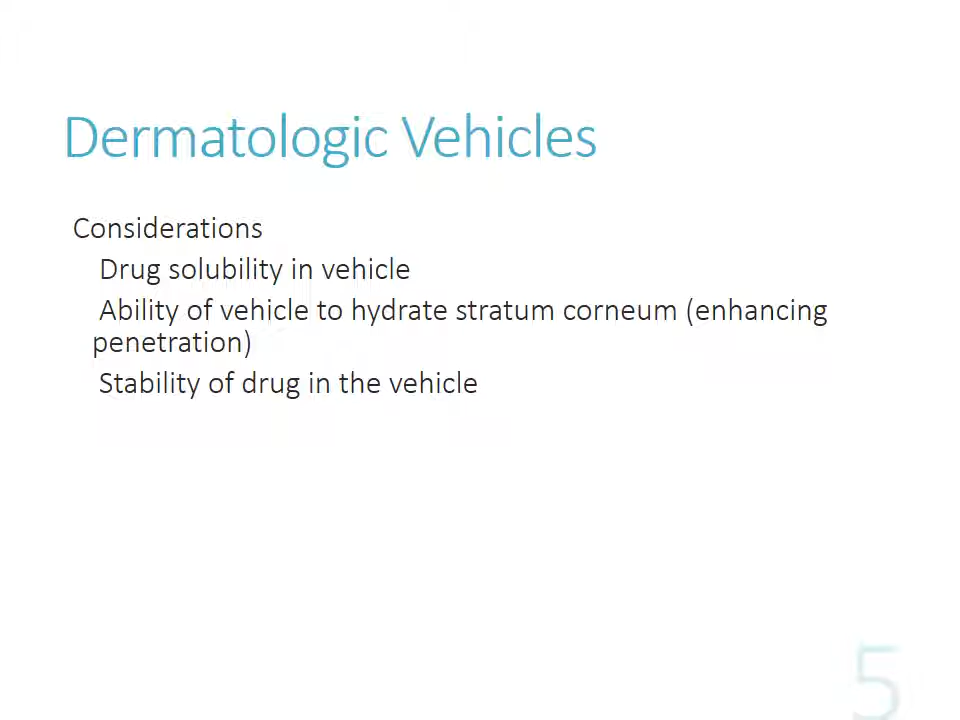 Dermatologic Vehicles
Considerations
Drug solubility in vehicle
Ability of vehicle to hydrate stratum corneum (enhancing
penetration)
Stability of drug in the vehicle
5